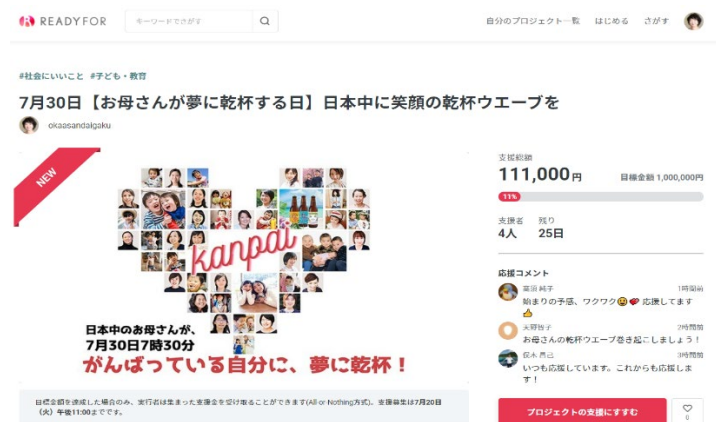 READYFOR
キーワードでさがす
自分のプロジェクト一覧 はじめる さがす
#社会にいいこと #子ども・教育
7月30日【お母さんが夢に乾杯する日】日本中に笑顔の乾杯ウエーブを
okaasandaigaku
NEW
kanpai
日本中のお母さんが、
7月30日7時30分
がんばっている自分に、夢に乾杯！
目標金額を達成した場合のみ、実行者は集まった支援金を受け取ることができます(All or Nothing方式)。支援募集は7月20日
（火）午後11:00までです。
支援総額
111,000円
目標金額 1,000,000円
11%
支援者 残り
4人 25日
応援コメント
1時間前
始まりの予感、ワクワク😃💕 応援してます
👍
天野智子 2時間前
お母さんの乾杯ウエーブ巻き起こしましょう！
3時間前
いつも応援しています。これからも応援しま
す！
プロジェクトの支援にすすむ
♡
0